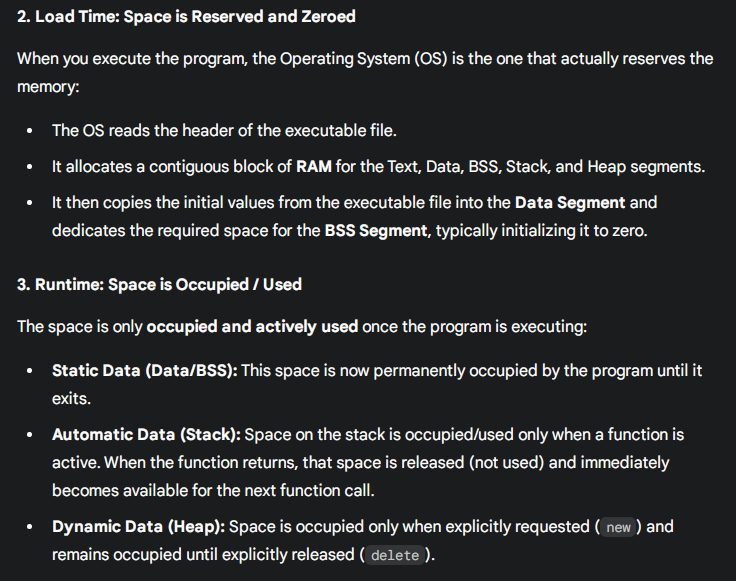 2. Load Time: Space is Reserved and Zeroed
When you execute the program, the Operating System (OS) is the one that actually reserves the
memory:
• The OS reads the header of the executable file.
• It allocates a contiguous block of RAM for the Text, Data, BSS, Stack, and Heap segments.
• It then copies the initial values from the executable file into the Data Segment and
dedicates the required space for the BSS Segment, typically initializing it to zero.
3. Runtime: Space is Occupied / Used
The space is only occupied and actively used once the program is executing:
• Static Data (Data/BSS): This space is now permanently occupied by the program until it
exits.
• Automatic Data (Stack): Space on the stack is occupied/used only when a function is
active. When the function returns, that space is released (not used) and immediately
becomes available for the next function call.
• Dynamic Data (Heap): Space is occupied only when explicitly requested ( new ) and
remains occupied until explicitly released ( delete ).